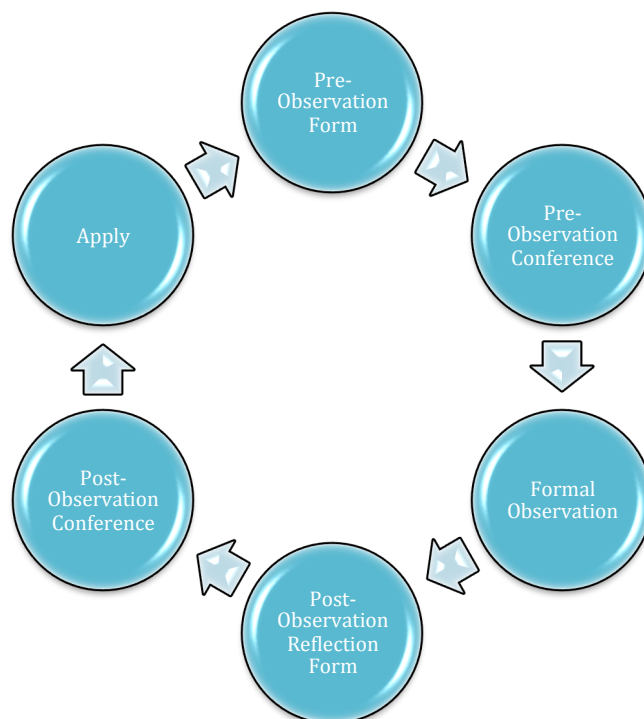 Pre-
Observation
Form
Pre-
Observation
Conference
Formal
Observation
Post-
Observation
Reflection
Form
Post-
Observation
Conference
Apply